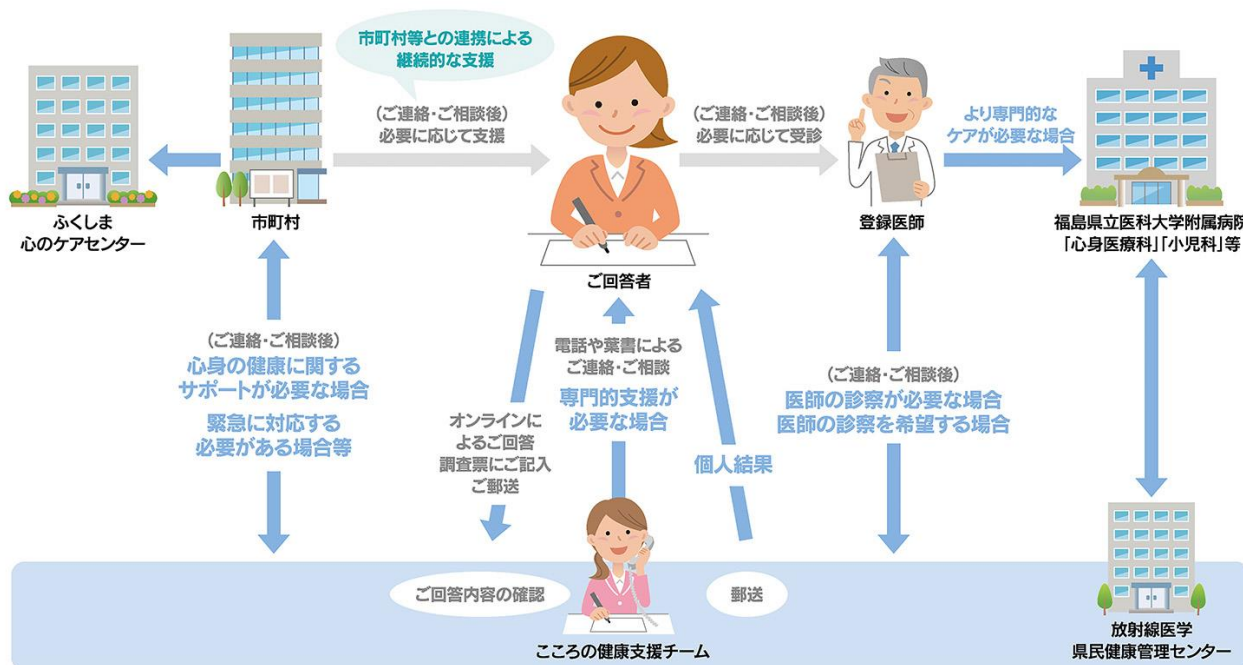 市町村等との連携による
継続的な支援
(ご連絡・ご相談後)
必要に応じて支援
(ご連絡・ご相談後)
必要に応じて受診
より専門的な
ケアが必要な場合
ふくしま
心のケアセンター
市町村
ご回答者
登録医師
福島県立医科大学附属病院
「心身医療科」「小児科」等
(ご連絡・ご相談後)
心身の健康に関する
サポートが必要な場合
緊急に対応する
必要がある場合等
オンラインに
よるご回答
調査票にご記入
ご郵送
電話や葉書による
ご連絡・ご相談
専門的支援が
必要な場合
個人結果
(ご連絡・ご相談後)
医師の診察が必要な場合
医師の診察を希望する場合
ご回答内容の確認
郵送
こころの健康支援チーム
放射線医学
県民健康管理センター